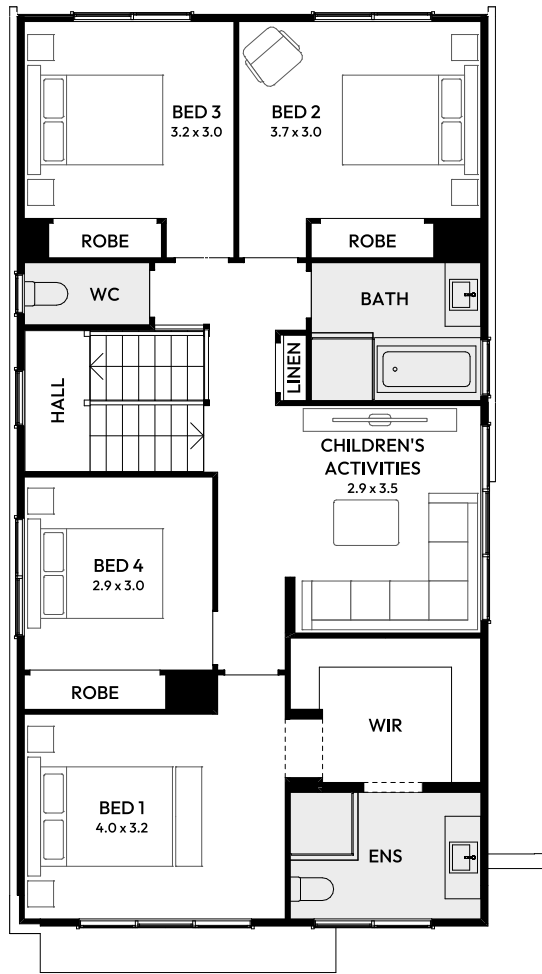 BED 3
3.2 x 3.0
BED 2
3.7 x 3.0
ROBE
ROBE
WC
BATH
LINEN
HALL
CHILDREN'S
ACTIVITIES
2.9 x 3.5
BED 4
2.9 x 3.0
ROBE
WIR
BED 1
4.0 x 3.2
ENS